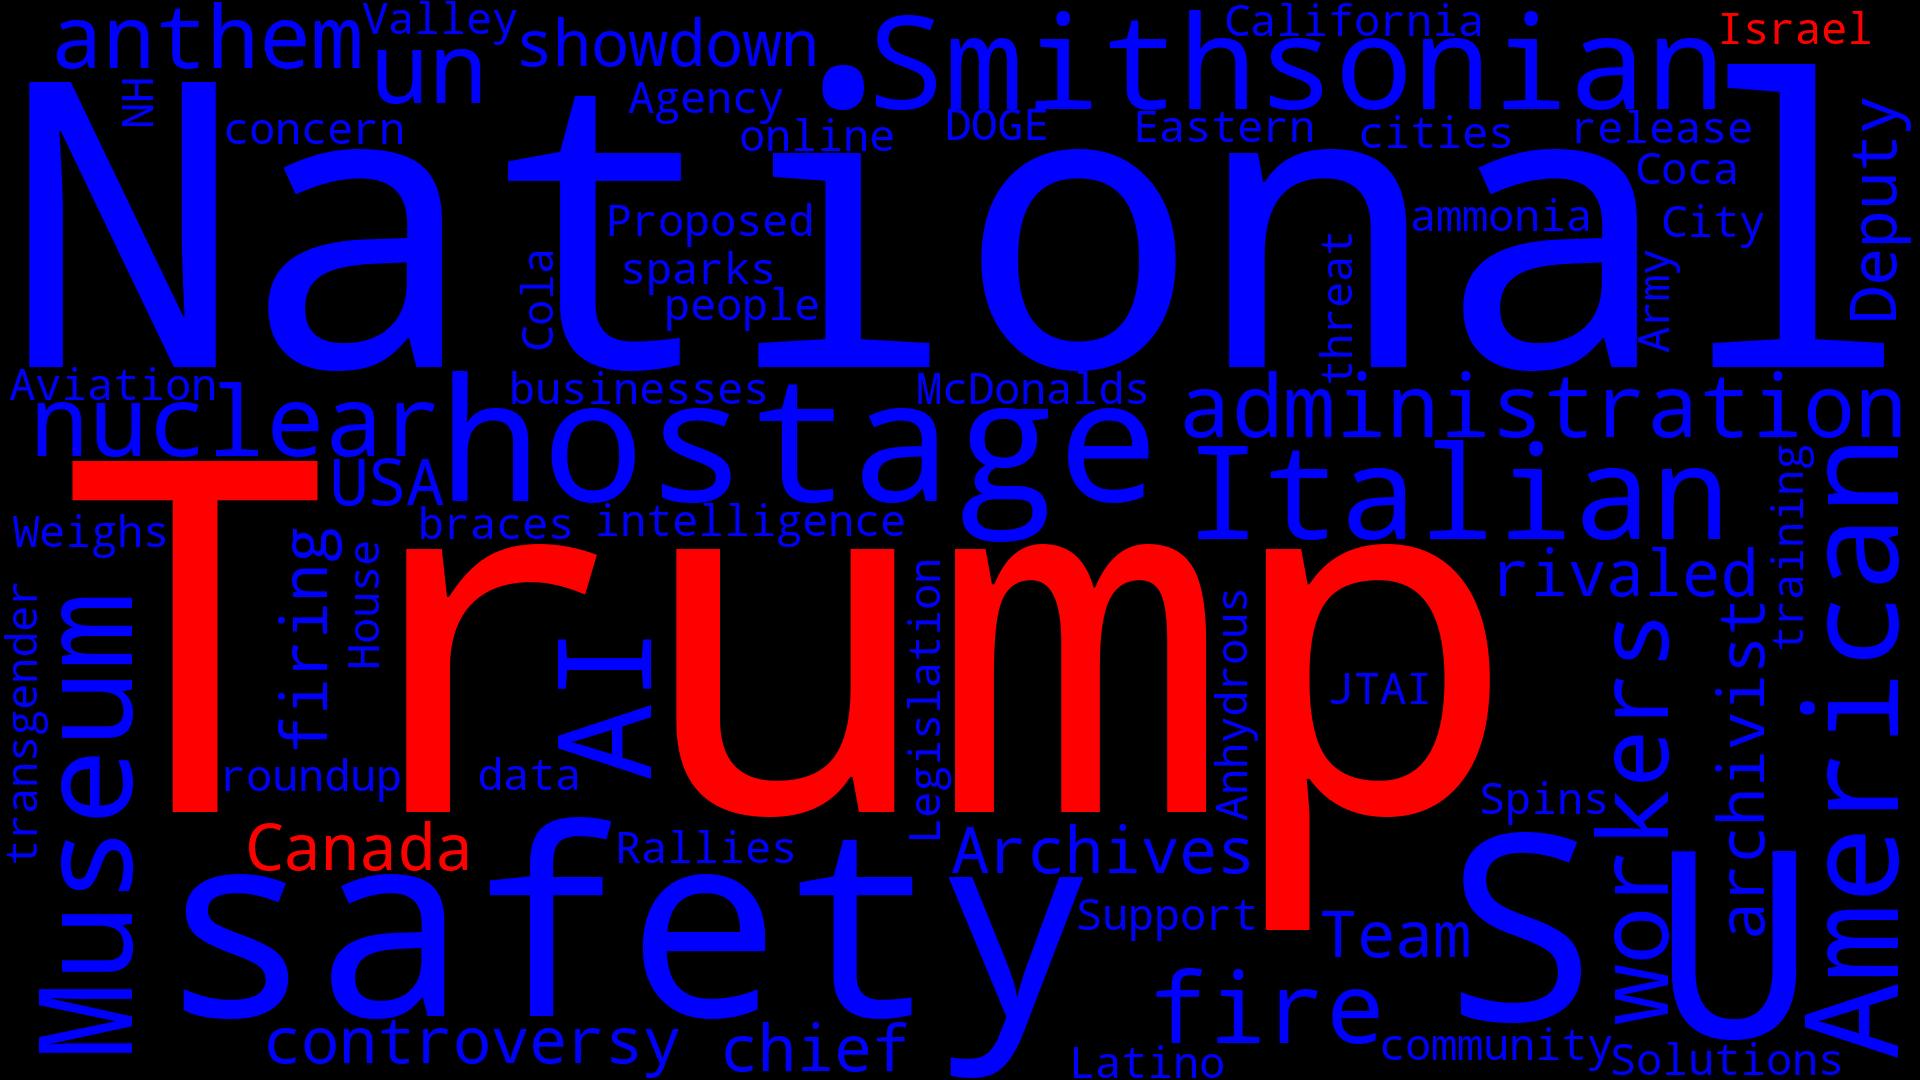 anthem
Valley
un
showdown
.
Smithsonian
California
Israel
NH
concern
Agency
online
DOGE
Eastern
cities
release
Coca
Deputy
National
Proposed
sparks
people
Cola
threat
ammonia
City
Army
Aviation
nuclear
businesses
McDonalds
administration
hostage
USA
Italian
Weighs
braces
intelligence
training
American
Trump
firing
House
rivaled
transgender
Museum
AI
Legislation
Anhydrous
JTAI
workers
archivist
roundup
data
Spins
Canada
Rallies
Archives
S
U
safety
Support
Team
fire
controversy
chief
Latino
community
Solutions